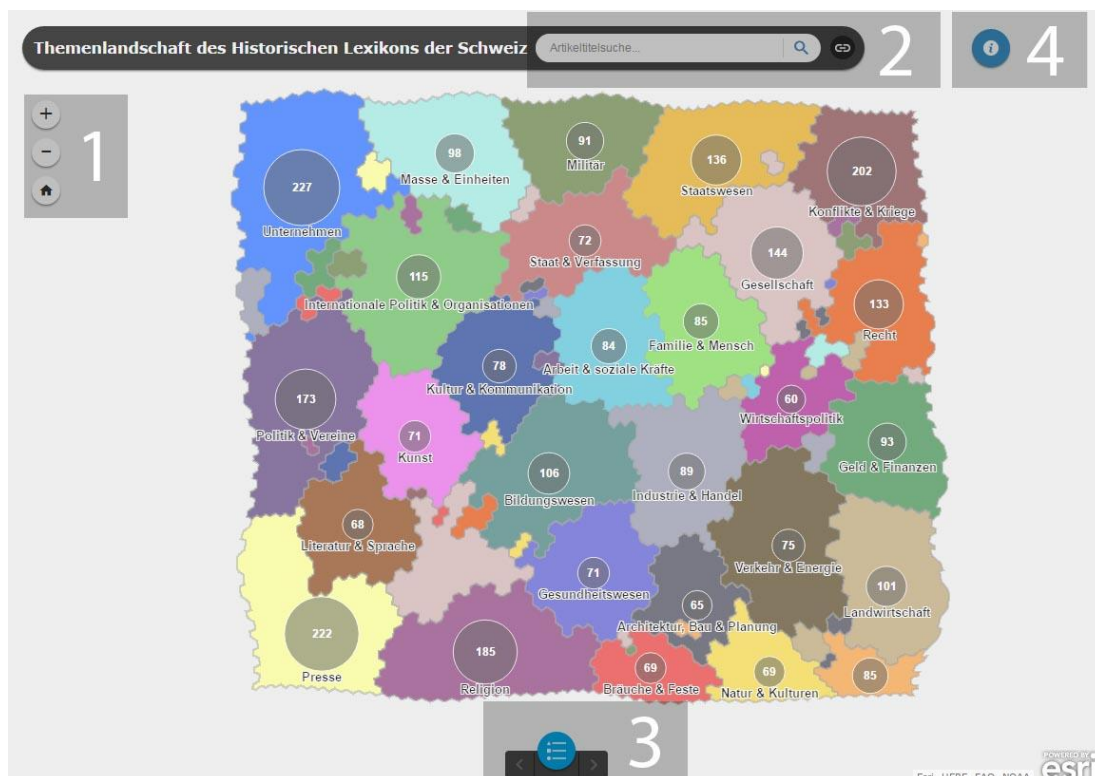 Themenlandschaft des Historischen Lexikons der Schweiz
Artikeltitelsuche...
2
4
1
227
Unternehmen
98
Masse & Einheiten
91
Militär
136
Staatswesen
202
Konflikte & Kriege
115
Internationale Politik & Organisationen
72
Staat & Verfassung
144
Gesellschaft
133
Recht
85
Familie & Mensch
84
Arbeit & soziale Kräfte
78
Kultur & Kommunikation
173
Politik & Vereine
71
Kunst
60
Wirtschaftspolitik
93
Geld & Finanzen
106
Bildungswesen
89
Industrie & Handel
68
Literatur & Sprache
75
Verkehr & Energie
71
Gesundheitswesen
101
Landwirtschaft
65
Architektur, Bau & Planung
222
Presse
185
Religion
69
Bräuche & Feste
69
Natur & Kulturen
85
3
POWERED BY
esri